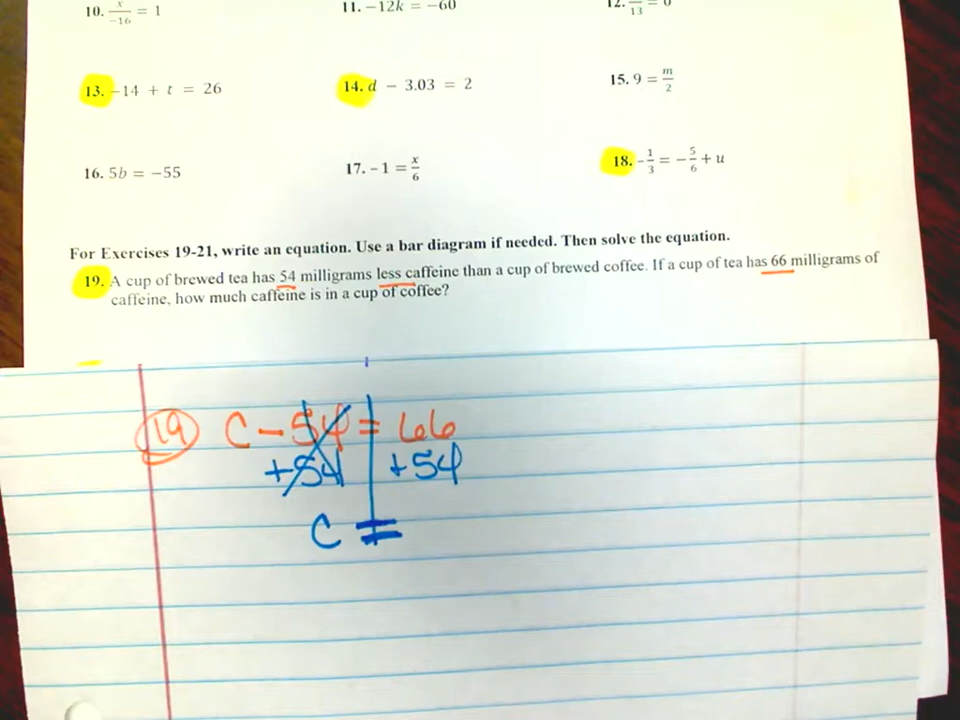 10. x/-16 = 1 11. -12k = -60 12. /13 = 0
13. -14 + t = 26 14. d - 3.03 = 2 15. 9 = m/2
16. 5b = -55 17. -1 = x/6 18. -1/3 = -5/6 + u
For Exercises 19-21, write an equation. Use a bar diagram if needed. Then solve the equation.
19. A cup of brewed tea has 54 milligrams less caffeine than a cup of brewed coffee. If a cup of tea has 66 milligrams of
caffeine, how much caffeine is in a cup of coffee?
19 C - 54 = 66
+54 +54
C =